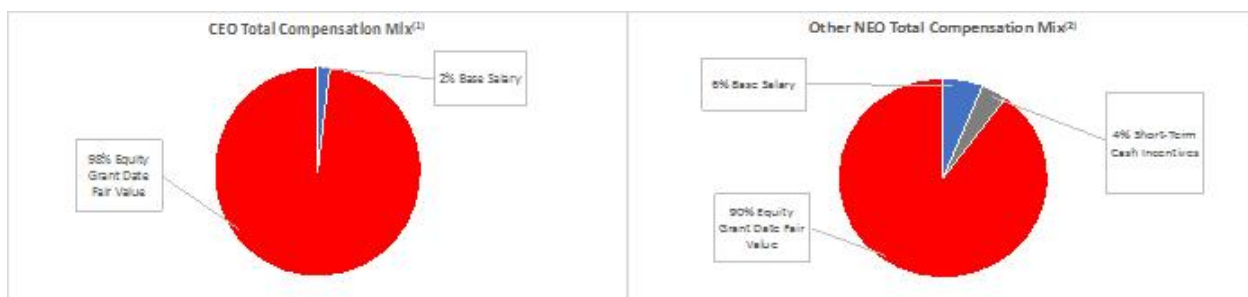 CEO Total Compensation Mix(1)
2% Base Salary
98% Equity
Grant Date
Fair Value
Other NEO Total Compensation Mix(2)
6% Base Salary
4% Short-Term
Cash Incentives
90% Equity
Grant Date Fair
Value